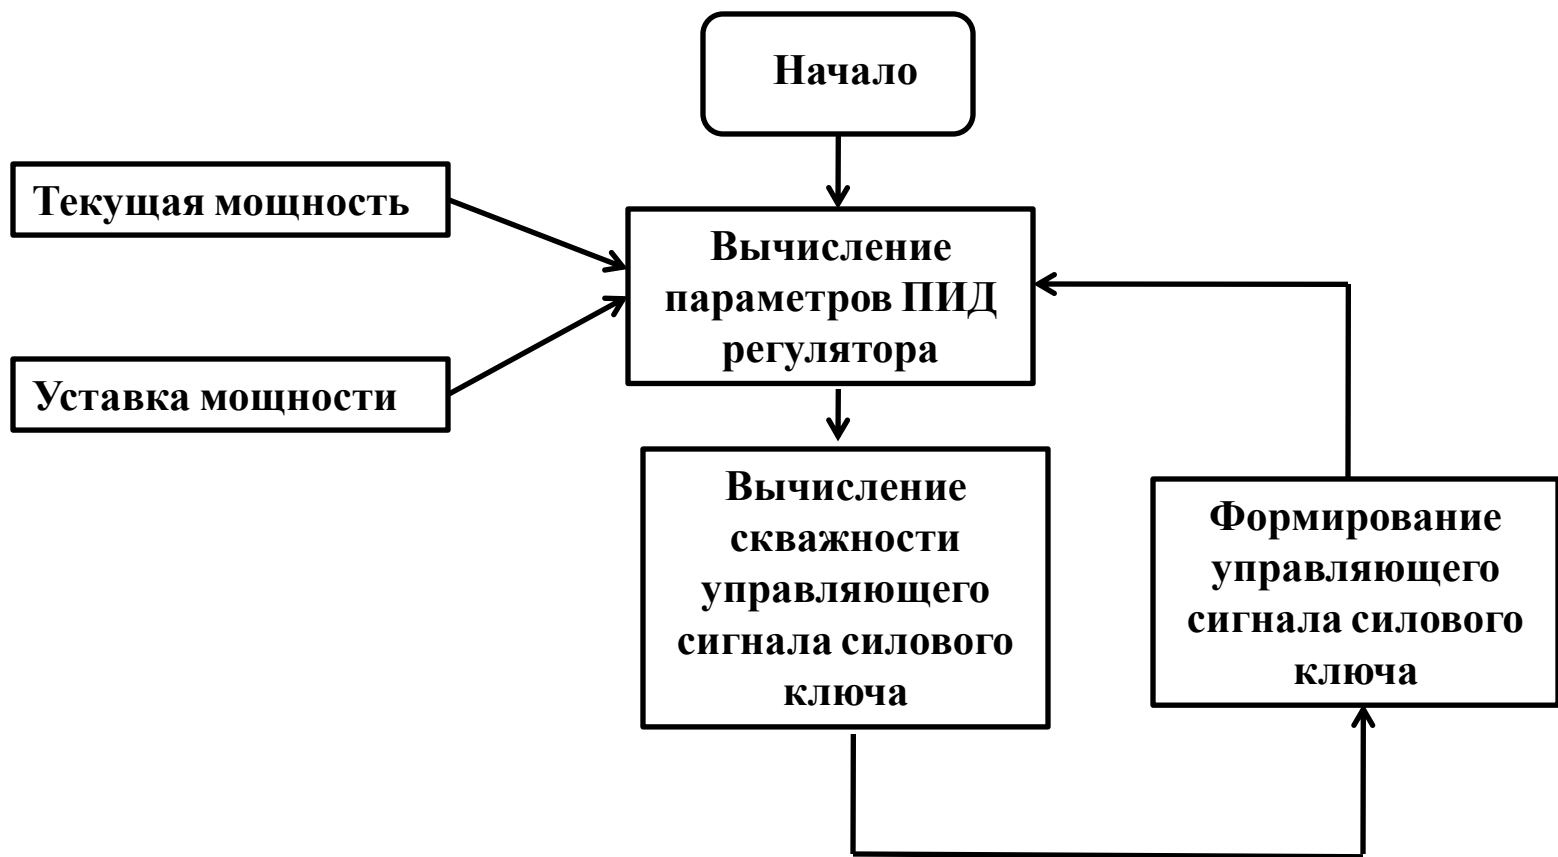 Начало
Текущая мощность
Вычисление
параметров ПИД
регулятора
Уставка мощности
Вычисление
скважности
управляющего
сигнала силового
ключа
Формирование
управляющего
сигнала силового
ключа